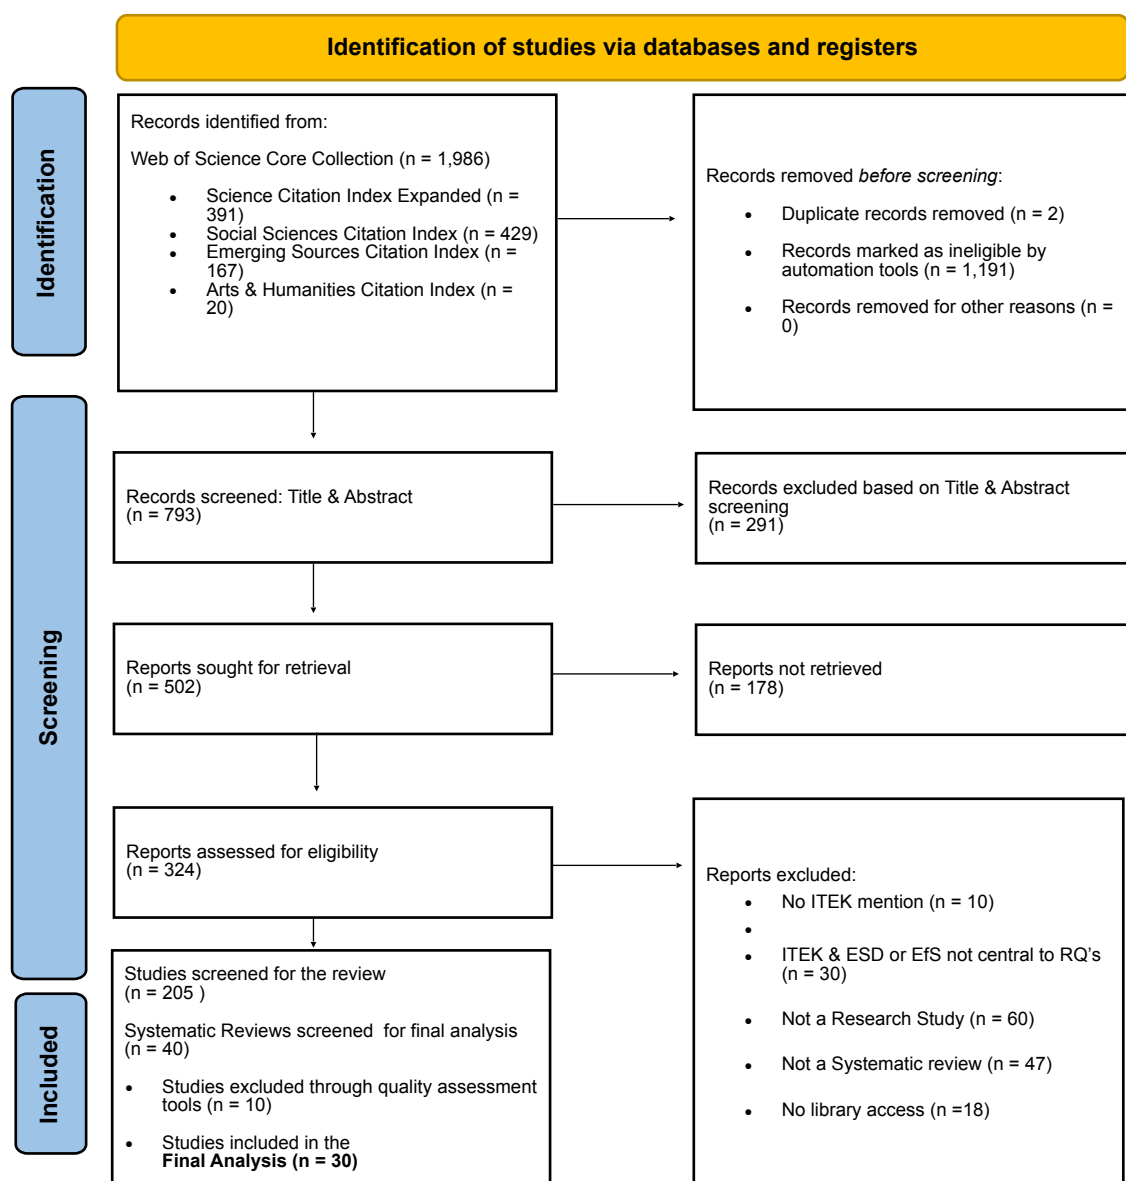 Identification of studies via databases and registers
Identification
Records identified from:
Web of Science Core Collection (n = 1,986)
• Science Citation Index Expanded (n =
391)
• Social Sciences Citation Index (n = 429)
• Emerging Sources Citation Index (n =
167)
• Arts & Humanities Citation Index (n =
20)
Records removed before screening:
• Duplicate records removed (n = 2)
• Records marked as ineligible by
automation tools (n = 1,191)
• Records removed for other reasons (n =
0)
Screening
Records screened: Title & Abstract
(n = 793)
Records excluded based on Title & Abstract
screening
(n = 291)
Reports sought for retrieval
(n = 502)
Reports not retrieved
(n = 178)
Reports assessed for eligibility
(n = 324)
Reports excluded:
• No ITEK mention (n = 10)
•
• ITEK & ESD or EfS not central to RQ's
(n = 30)
• Not a Research Study (n = 60)
• Not a Systematic review (n = 47)
• No library access (n =18)
Included
Studies screened for the review
(n = 205 )
Systematic Reviews screened  for final analysis
(n = 40)
• Studies excluded through quality assessment
tools (n = 10)
• Studies included in the
Final Analysis (n = 30)